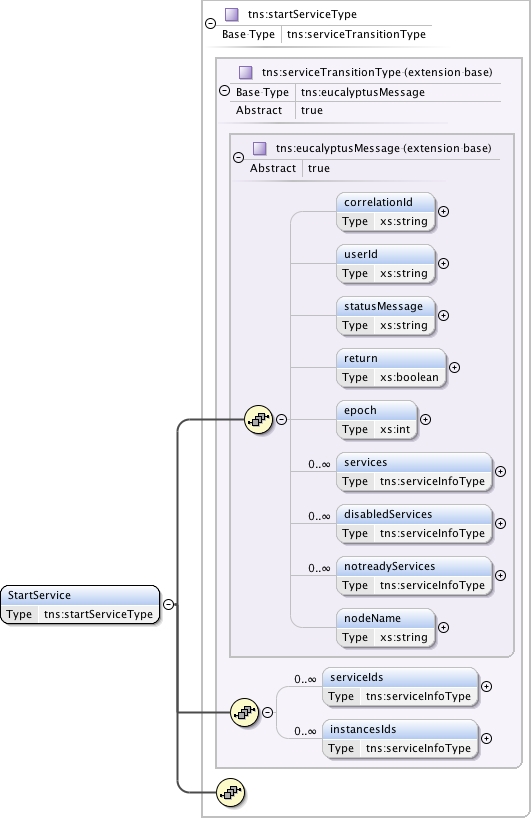 tns:startServiceType
Base Type tns:serviceTransitionType
tns:serviceTransitionType (extension base)
Base Type tns:eucalyptusMessage
Abstract true
tns:eucalyptusMessage (extension base)
Abstract true
correlationId
Type xs:string
userId
Type xs:string
statusMessage
Type xs:string
return
Type xs:boolean
epoch
Type xs:int
0..∞ services
Type tns:serviceInfoType
0..∞ disabledServices
Type tns:serviceInfoType
0..∞ notreadyServices
Type tns:serviceInfoType
StartService
Type tns:startServiceType
nodeName
Type xs:string
0..∞ serviceIds
Type tns:serviceInfoType
0..∞ instancesIds
Type tns:serviceInfoType